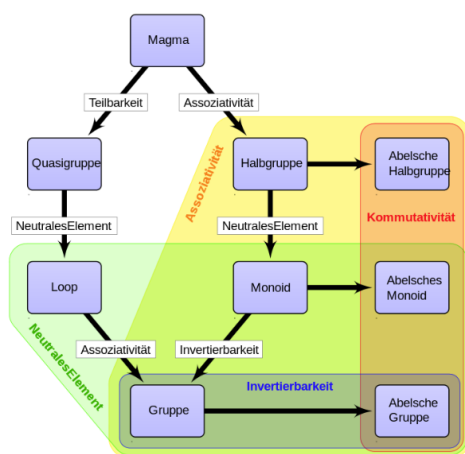 Magma
Teilbarkeit
Assoziativität
Assoziativität
Quasigruppe
Halbgruppe
Abelsche
Halbgruppe
NeutralesElement
NeutralesElement
Kommutativität
Loop
Monoid
Abelsches
Monoid
NeutralesElement
Assoziativität
Invertierbarkeit
Invertierbarkeit
Gruppe
Abelsche
Gruppe